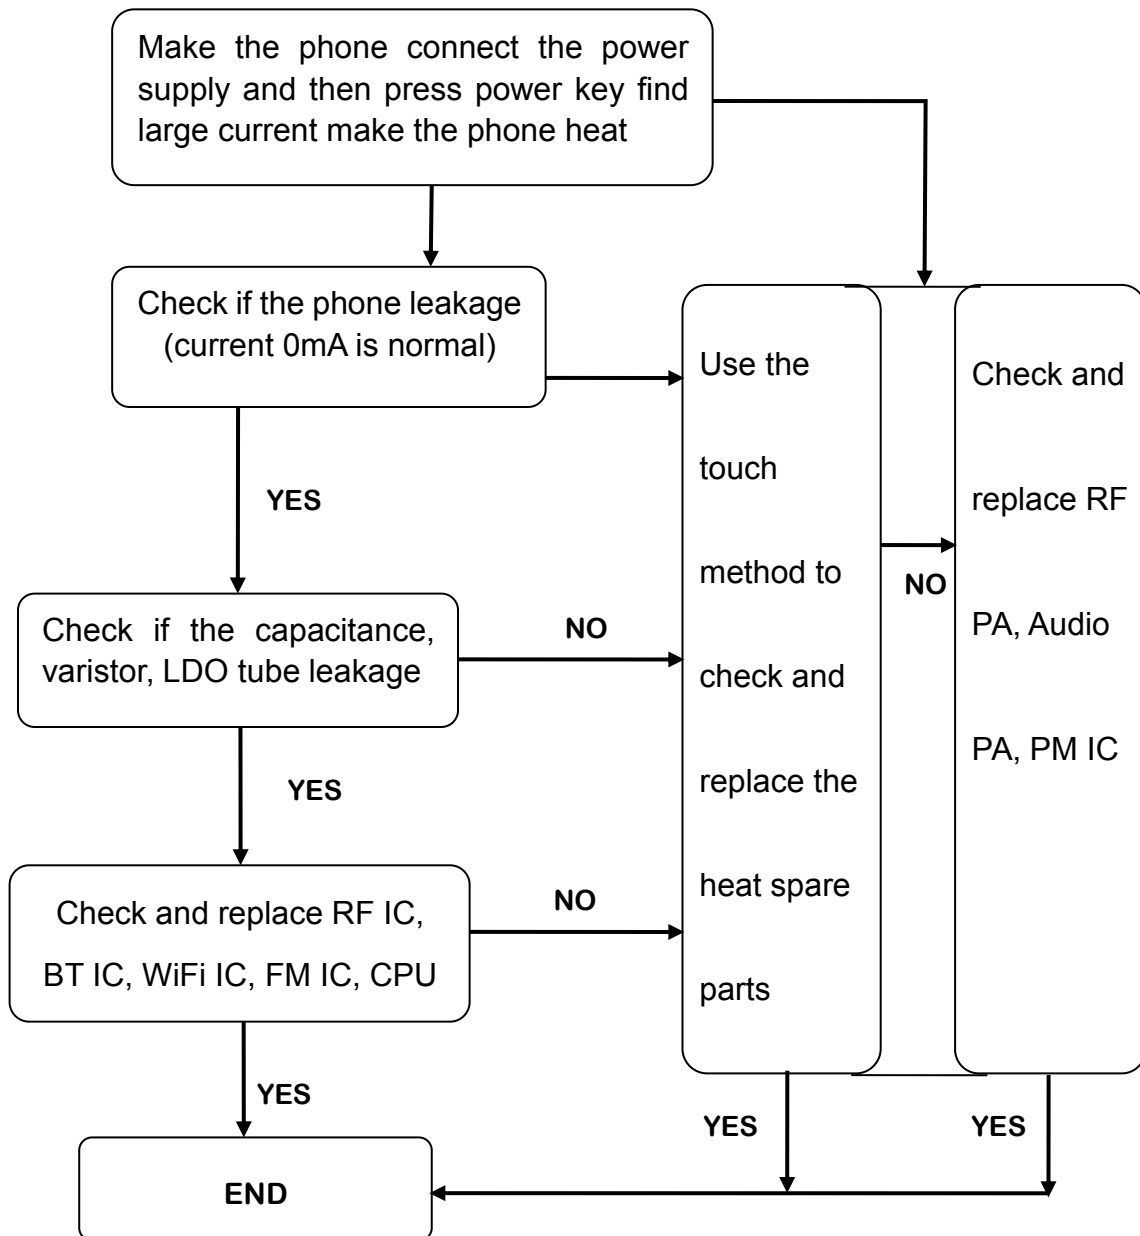 Make the phone connect the power
supply and then press power key find
large current make the phone heat
Check if the phone leakage
(current 0mA is normal)
YES
Check if the capacitance,
varistor, LDO tube leakage
NO
YES
Check and replace RF IC,
BT IC, WiFi IC, FM IC, CPU
NO
YES
Use the
touch
method to
check and
replace the
heat spare
parts
NO
YES
Check and
replace RF
PA, Audio
PA, PM IC
YES
END